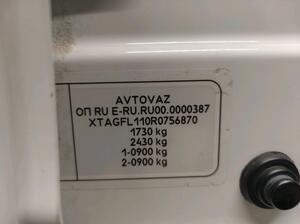 AVTOVAZ
ОП RU E-RU.RU00.0000387
XTAGFL110R0756870
1730 kg
2430 kg
1-0900 kg
2-0900 kg